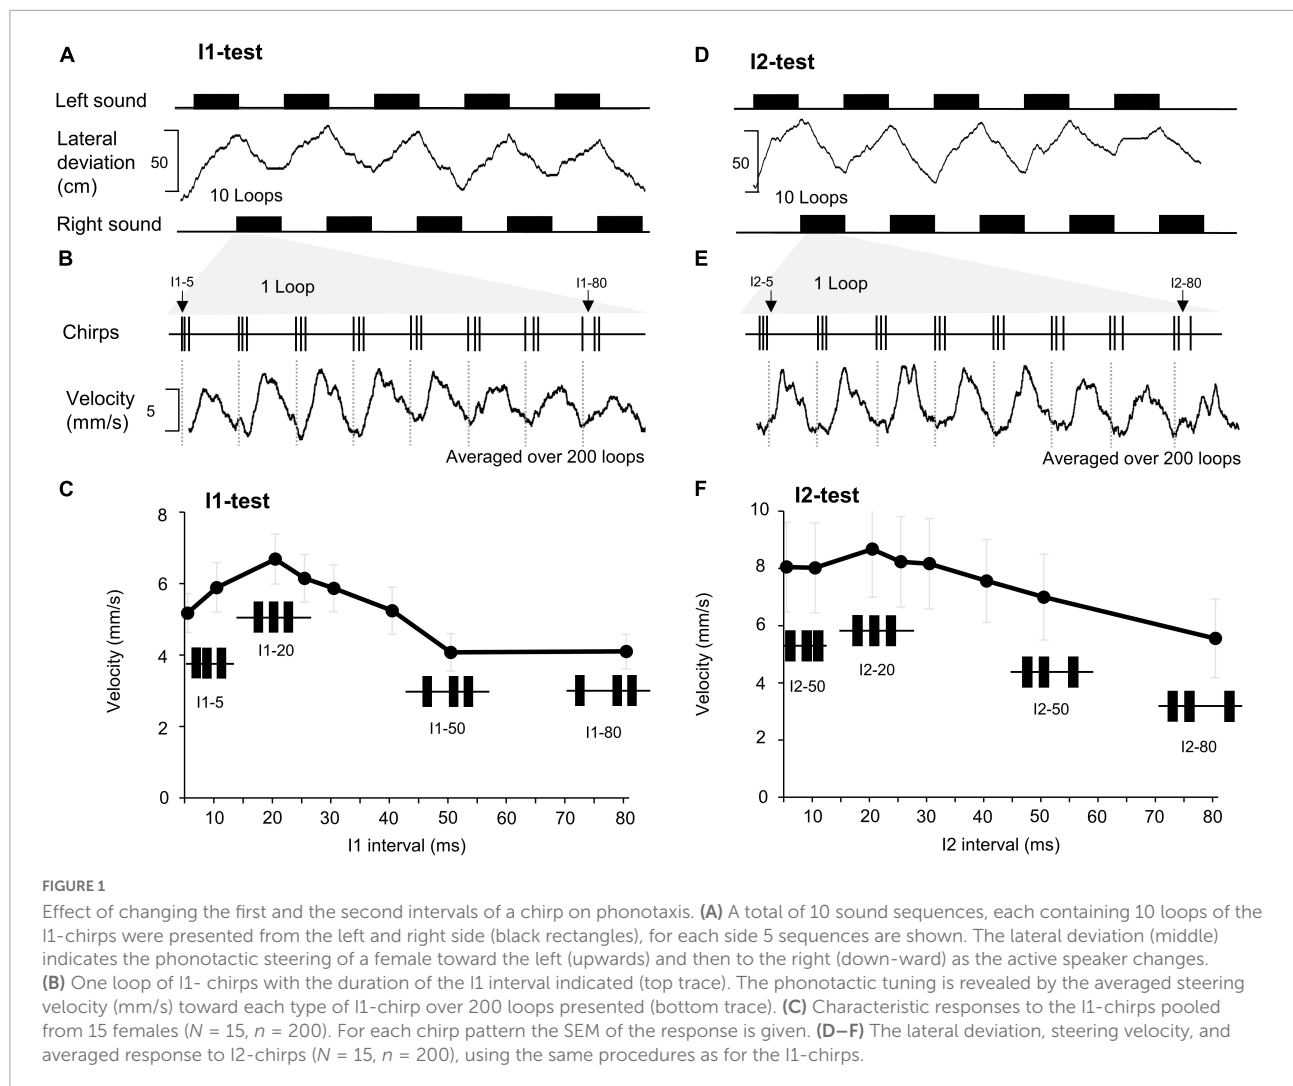 A
I1-test
Left sound
Lateral
deviation
(cm)
50
10 Loops
Right sound
B
I1-5
1 Loop
I1-80
Chirps
Velocity
(mm/s)
5
Averaged over 200 loops
C
I1-test
8
6
4
2
0
Velocity (mm/s)
I1-5
I1-20
I1-50
I1-80
10 20 30 40 50 60 70 80
I1 interval (ms)
D
I2-test
50
10 Loops
E
I2-5
1 Loop
I2-80
Averaged over 200 loops
F
I2-test
10
8
6
4
2
0
Velocity (mm/s)
I2-50
I2-20
I2-50
I2-80
10 20 30 40 50 60 70 80
I2 interval (ms)
FIGURE 1
Effect of changing the first and the second intervals of a chirp on phonotaxis. (A) A total of 10 sound sequences, each containing 10 loops of the
I1-chirps were presented from the left and right side (black rectangles), for each side 5 sequences are shown. The lateral deviation (middle)
indicates the phonotactic steering of a female toward the left (upwards) and then to the right (down-ward) as the active speaker changes.
(B) One loop of I1- chirps with the duration of the I1 interval indicated (top trace). The phonotactic tuning is revealed by the averaged steering
velocity (mm/s) toward each type of I1-chirp over 200 loops presented (bottom trace). (C) Characteristic responses to the I1-chirps pooled
from 15 females (N = 15, n = 200). For each chirp pattern the SEM of the response is given. (D–F) The lateral deviation, steering velocity, and
averaged response to I2-chirps (N = 15, n = 200), using the same procedures as for the I1-chirps.